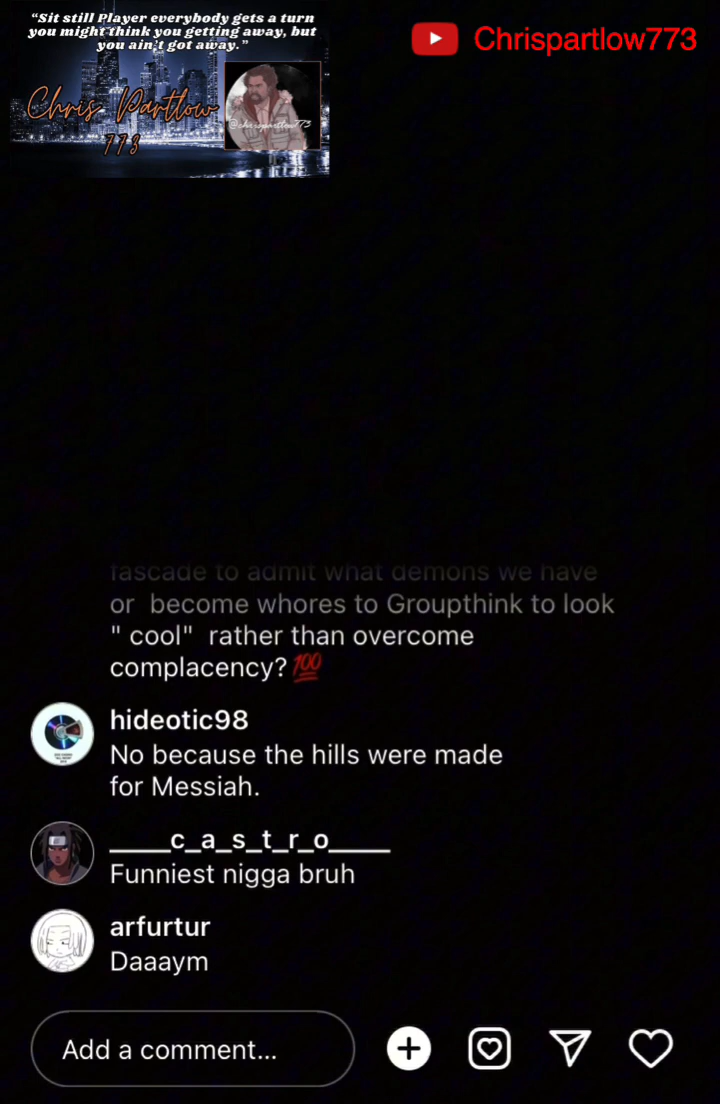 “Sit still Player everybody gets a turn
you might think you getting away, but
you ain't got away.”
Chris Partlow
773
@chrispartlow773
Chrispartlow773
fascade to admit what demons we have
or become whores to Groupthink to look
" cool" rather than overcome
complacency? 💯
hideotic98
No because the hills were made
for Messiah.
____c_a_s_t_r_o____
Funniest nigga bruh
arfurtur
Daaaym
Add a comment...